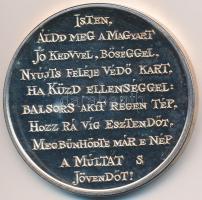 ISTEN,
ÁLDD MEG A MAGYART
JÓ KEDVVEL, BŐSÉGGEL.
NYÚJTS FELÉJE VÉDŐ KART,
HA KÜZD ELLENSÉGGEL:
BALSORS AKIT RÉGEN TÉP,
HOZZ RÁ VÍG ESZTENDŐT,
MEGBŰNHŐDTE MÁR E NÉP
A MÚLTAT S
JÖVENDŐT!